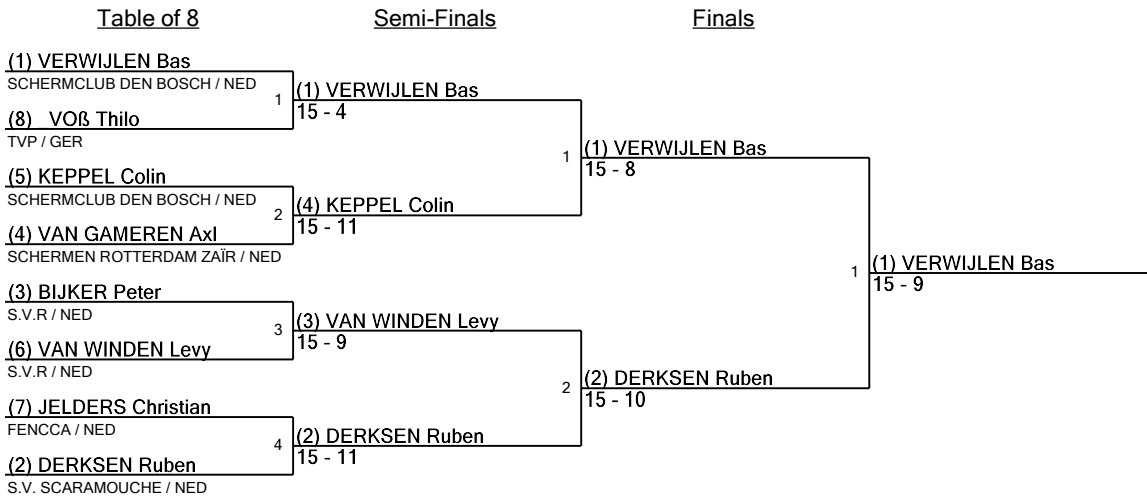 Table of 8
Semi-Finals
Finals
(1) VERWIJLEN Bas
SCHERMCLUB DEN BOSCH / NED
1
(8) VOß Thilo
TVP / GER
(5) KEPPEL Colin
SCHERMCLUB DEN BOSCH / NED
2
(4) VAN GAMEREN Axl
SCHERMEN ROTTERDAM ZAÏR / NED
(3) BIJKER Peter
S.V.R / NED
3
(6) VAN WINDEN Levy
S.V.R / NED
(7) JELDERS Christian
FENCCA / NED
4
(2) DERKSEN Ruben
S.V. SCARAMOUCHE / NED
(1) VERWIJLEN Bas
15 - 4
1
(4) KEPPEL Colin
15 - 11
(3) VAN WINDEN Levy
15 - 9
2
(2) DERKSEN Ruben
15 - 11
(1) VERWIJLEN Bas
15 - 8
1
(2) DERKSEN Ruben
15 - 10
(1) VERWIJLEN Bas
15 - 9